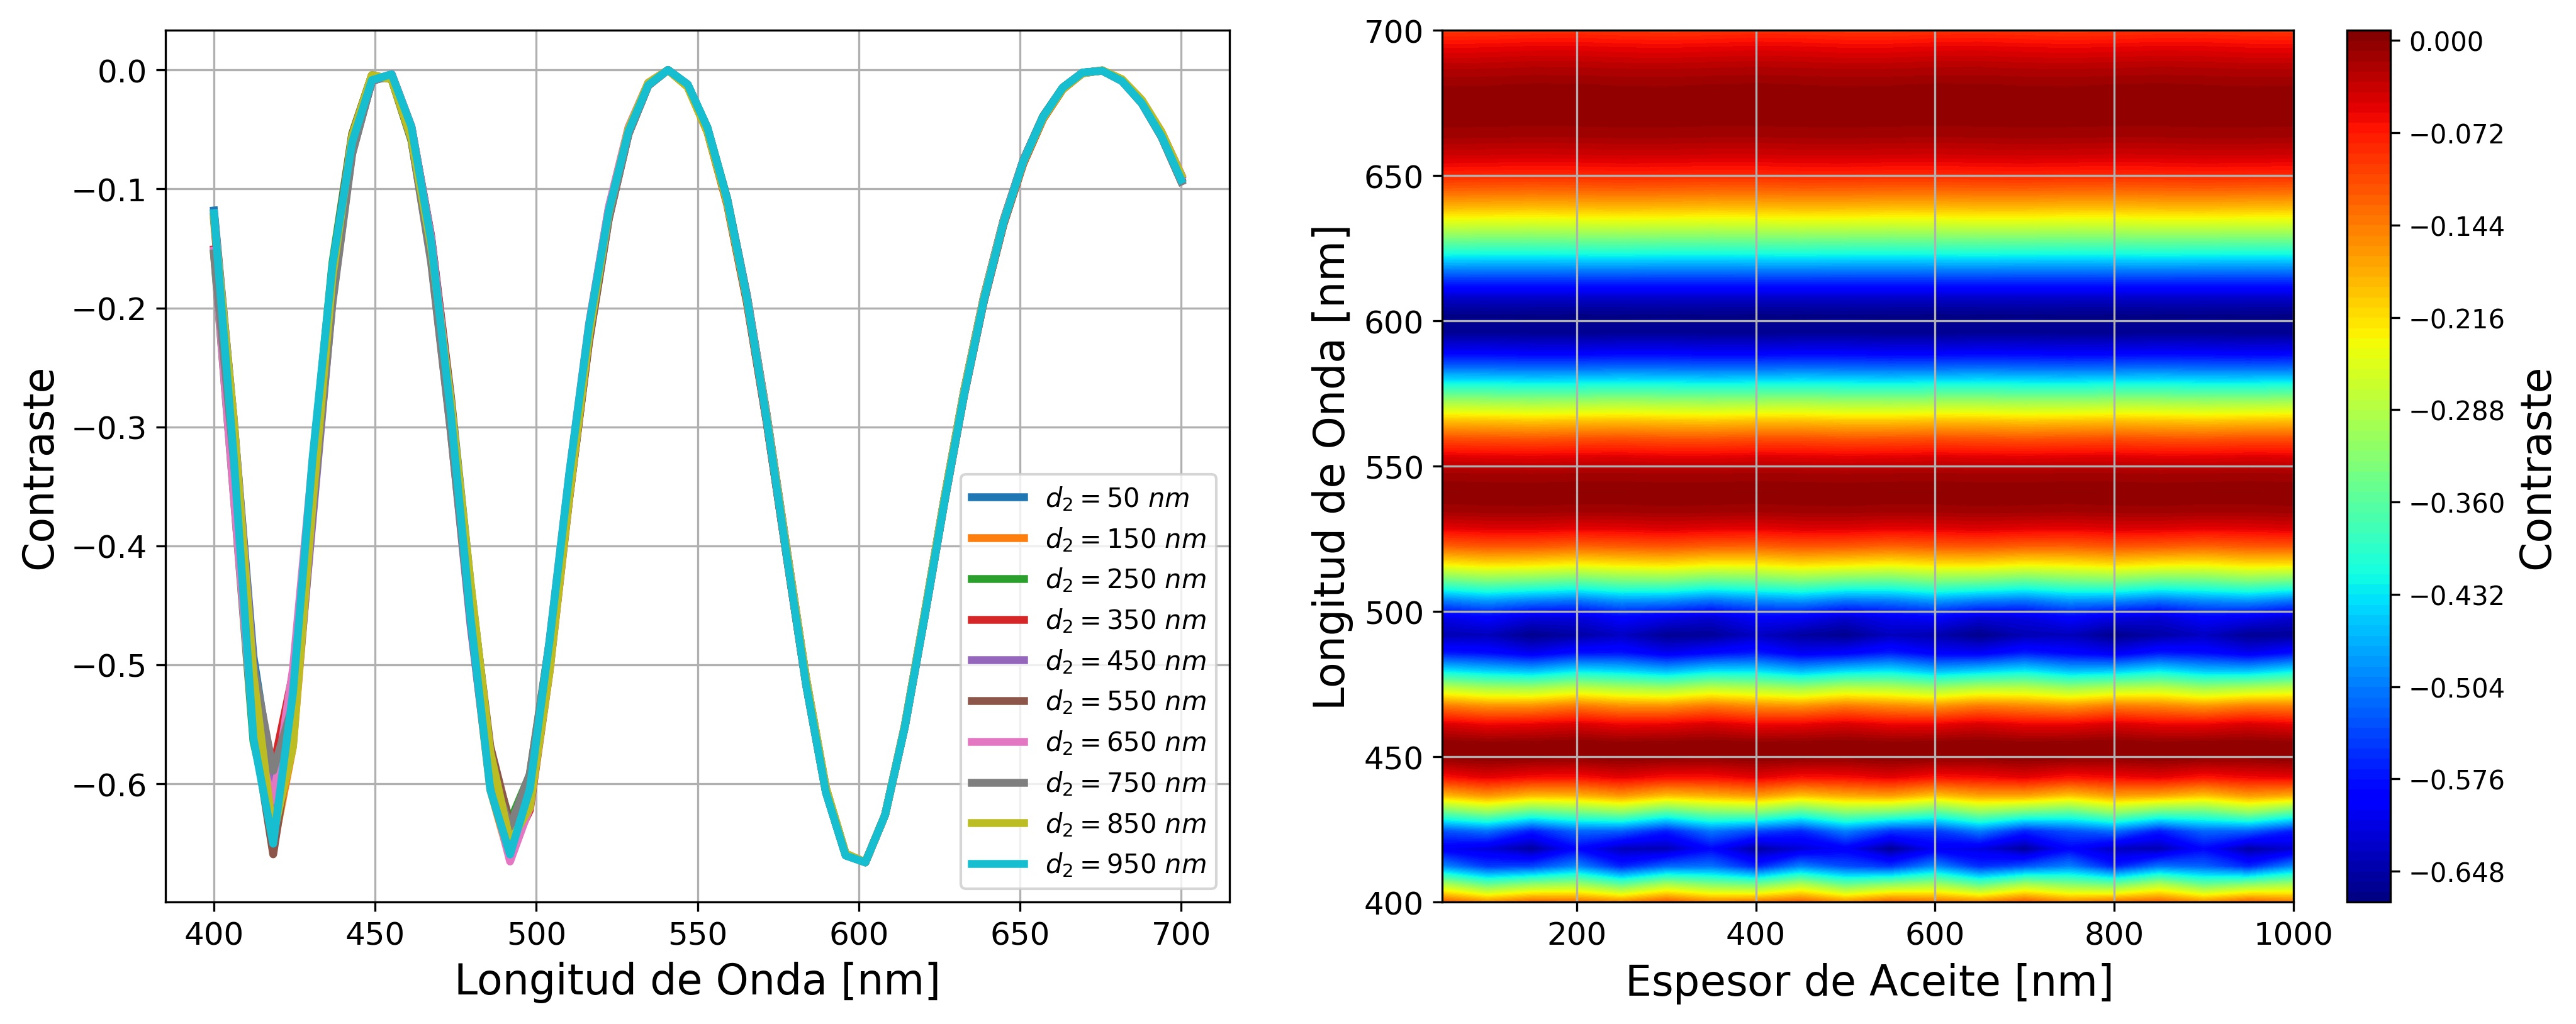 Contraste
0.0
−0.1
−0.2
−0.3
−0.4
−0.5
−0.6
400 450 500 550 600 650 700
Longitud de Onda [nm]
d₂ = 50 nm
d₂ = 150 nm
d₂ = 250 nm
d₂ = 350 nm
d₂ = 450 nm
d₂ = 550 nm
d₂ = 650 nm
d₂ = 750 nm
d₂ = 850 nm
d₂ = 950 nm
Longitud de Onda [nm]
700
650
600
550
500
450
400
200 400 600 800 1000
Espesor de Aceite [nm]
0.000
−0.072
−0.144
−0.216
−0.288
−0.360
−0.432
−0.504
−0.576
−0.648
Contraste